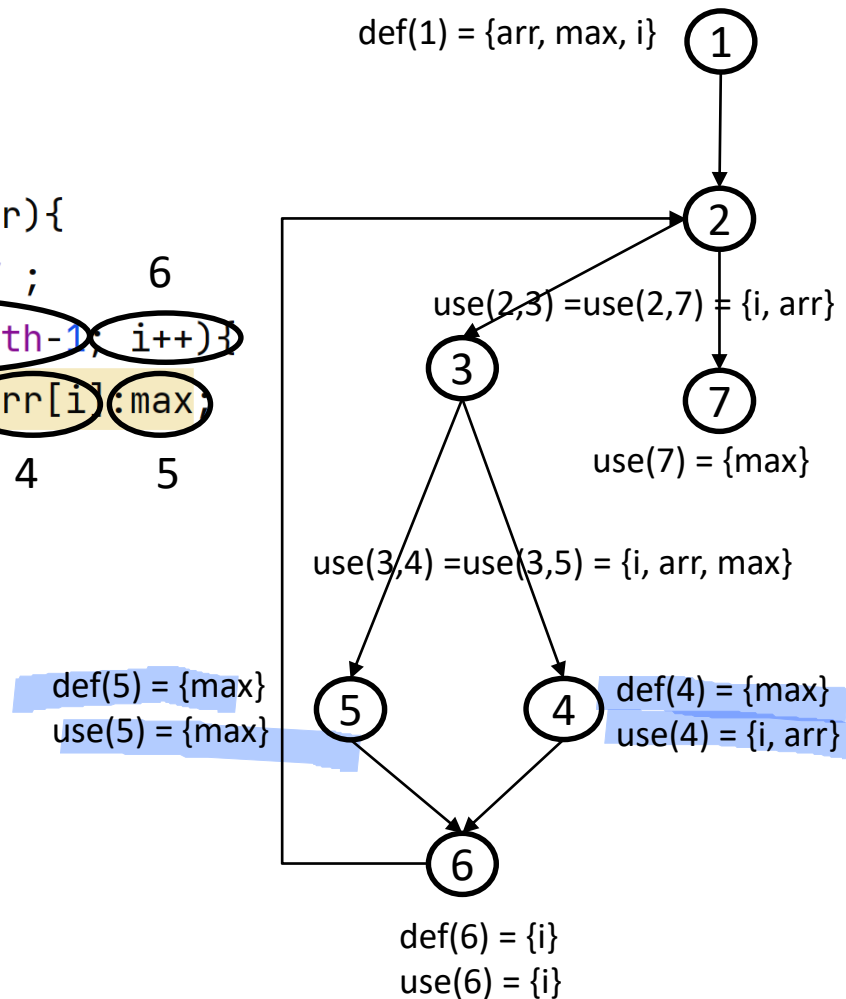 def(1) = {arr, max, i}
1
r){
2
;
6
th-1; i++){
use(2,3) =use(2,7) = {i, arr}
3
rr[i]:max;
7
4
5
use(7) = {max}
use(3,4) =use(3,5) = {i, arr, max}
def(5) = {max}
use(5) = {max}
5
4
def(4) = {max}
use(4) = {i, arr}
6
def(6) = {i}
use(6) = {i}